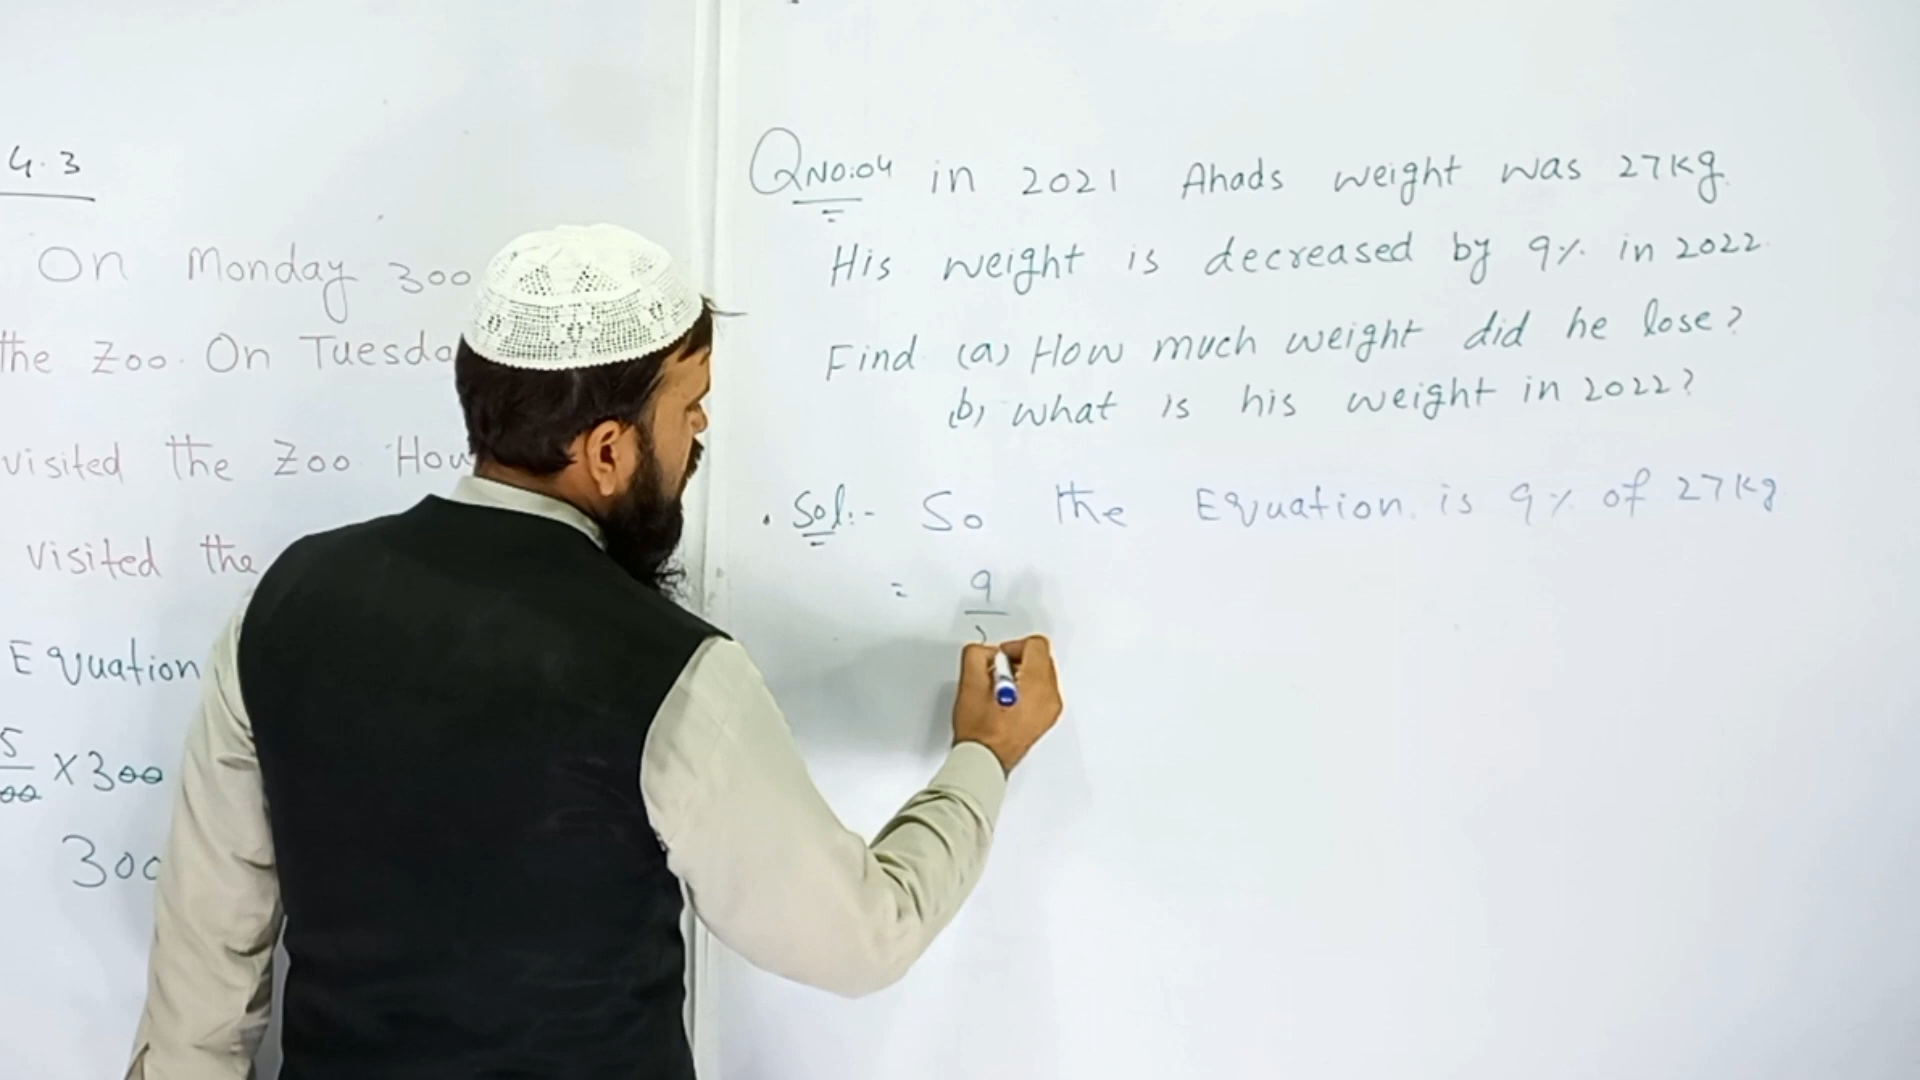 4.3
On Monday 300
the Zoo. On Tuesda
visited the Zoo How
visited the
Equation
5
00 X300
300
QNO:04 in 2021 Ahads weight was 27Kg.
His weight is decreased by 9% in 2022
Find (a) How much weight did he lose?
(b) what is his weight in 2022?
Sol:- So the Equation is 9% of 27Kg
= 9